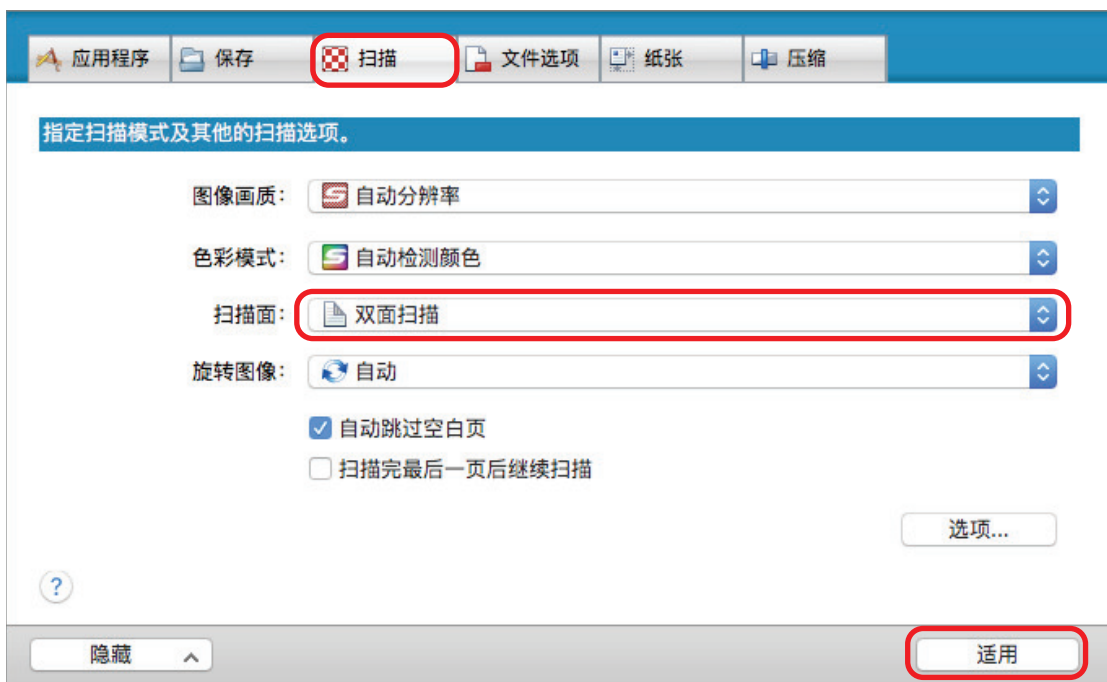 应用程序 保存 扫描 文件选项 纸张 压缩
指定扫描模式及其他的扫描选项。
图像画质: 自动分辨率
色彩模式: 自动检测颜色
扫描面: 双面扫描
旋转图像: 自动
自动跳过空白页
扫描完最后一页后继续扫描
选项...
?
隐藏 适用